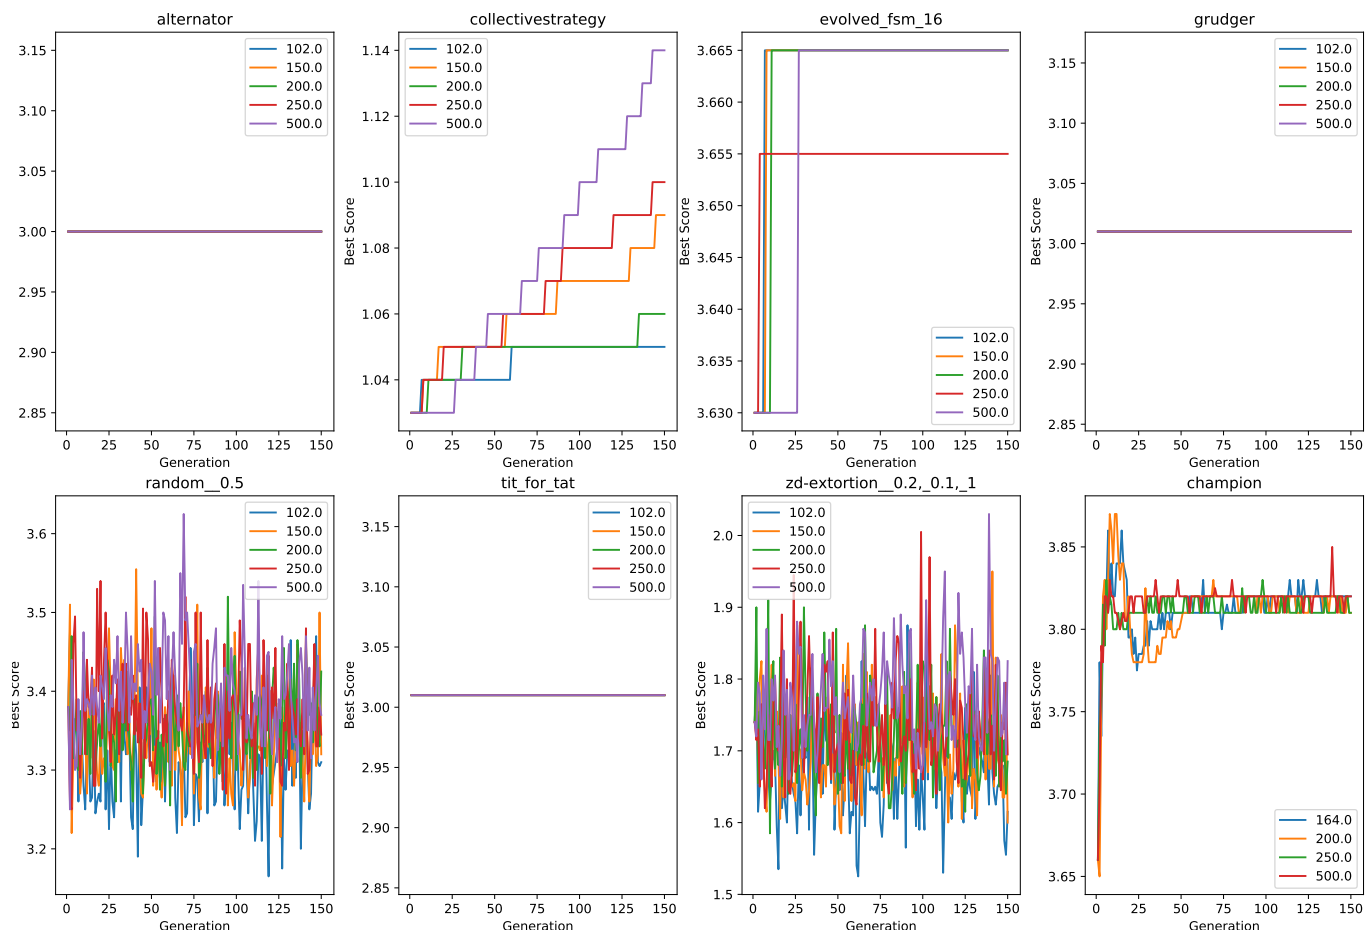 alternator
3.15
3.10
3.05
3.00
2.95
2.90
2.85
102.0
150.0
200.0
250.0
500.0
0 25 50 75 100 125 150
Generation
collectivestrategy
Best Score
1.14
1.12
1.10
1.08
1.06
1.04
102.0
150.0
200.0
250.0
500.0
0 25 50 75 100 125 150
Generation
evolved_fsm_16
Best Score
3.665
3.660
3.655
3.650
3.645
3.640
3.635
3.630
102.0
150.0
200.0
250.0
500.0
0 25 50 75 100 125 150
Generation
grudger
Best Score
3.15
3.10
3.05
3.00
2.95
2.90
2.85
102.0
150.0
200.0
250.0
500.0
0 25 50 75 100 125 150
Generation
random__0.5
Best Score
3.6
3.5
3.4
3.3
3.2
102.0
150.0
200.0
250.0
500.0
0 25 50 75 100 125 150
Generation
tit_for_tat
Best Score
3.15
3.10
3.05
3.00
2.95
2.90
2.85
102.0
150.0
200.0
250.0
500.0
0 25 50 75 100 125 150
Generation
zd-extortion__0.2,_0.1,_1
Best Score
2.0
1.9
1.8
1.7
1.6
1.5
102.0
150.0
200.0
250.0
500.0
0 25 50 75 100 125 150
Generation
champion
Best Score
3.85
3.80
3.75
3.70
3.65
164.0
200.0
250.0
500.0
0 25 50 75 100 125 150
Generation